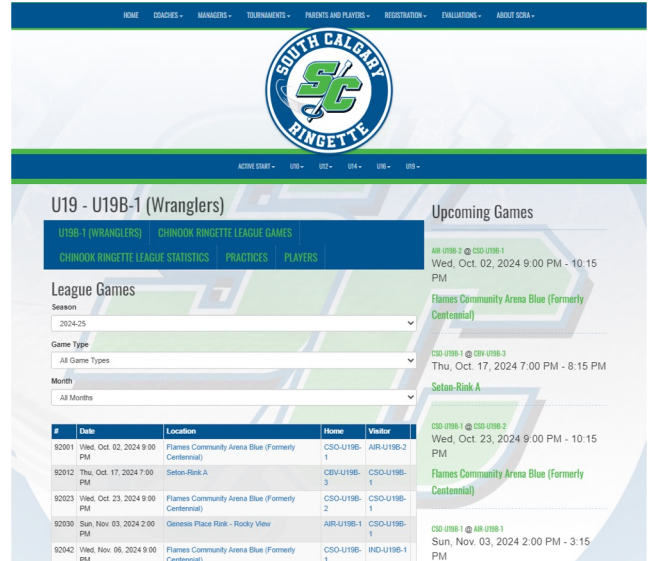 HOME COACHES MANAGERS TOURNAMENTS PARENTS AND PLAYERS REGISTRATION EVALUATIONS ABOUT SCRA
SOUTH CALGARY
SC
RINGETTE
ACTIVE START U10 U12 U14 U16 U19
U19 - U19B-1 (Wranglers)
U19B-1 (WRANGLERS) CHINOOK RINGETTE LEAGUE GAMES
CHINOOK RINGETTE LEAGUE STATISTICS PRACTICES PLAYERS
League Games
Season
2024-25
Game Type
All Game Types
Month
All Months
# Date Location Home Visitor
92001 Wed, Oct. 02, 2024 9:00 Flames Community Arena Blue (Formerly CSO-U19B- AIR-U19B-2
PM Centennial) 1
92012 Thu, Oct. 17, 2024 7:00 Seton-Rink A CBV-U19B- CSO-U19B-
PM 3 1
92023 Wed, Oct. 23, 2024 9:00 Flames Community Arena Blue (Formerly CSO-U19B- CSO-U19B-
PM Centennial) 2 1
92030 Sun, Nov. 03, 2024 2:00 Genesis Place Rink - Rocky View AIR-U19B-1 CSO-U19B-
PM 1
92042 Wed, Nov. 06, 2024 9:00 Flames Community Arena Blue (Formerly CSO-U19B- IND-U19B-1
PM Centennial) 1
Upcoming Games
AIR-U19B-2 @ CSO-U19B-1
Wed, Oct. 02, 2024 9:00 PM - 10:15
PM
Flames Community Arena Blue (Formerly
Centennial)
CSO-U19B-1 @ CBV-U19B-3
Thu, Oct. 17, 2024 7:00 PM - 8:15 PM
Seton-Rink A
CSO-U19B-1 @ CSO-U19B-2
Wed, Oct. 23, 2024 9:00 PM - 10:15
PM
Flames Community Arena Blue (Formerly
Centennial)
CSO-U19B-1 @ AIR-U19B-1
Sun, Nov. 03, 2024 2:00 PM - 3:15
PM